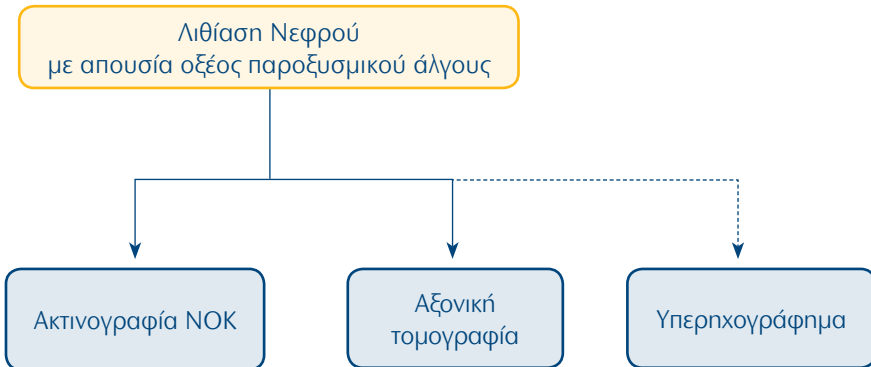 Λιθίαση Νεφρού
με απουσία οξέος παροξυσμικού άλγους
Ακτινογραφία ΝΟΚ
Αξονική
τομογραφία
Υπερηχογράφημα